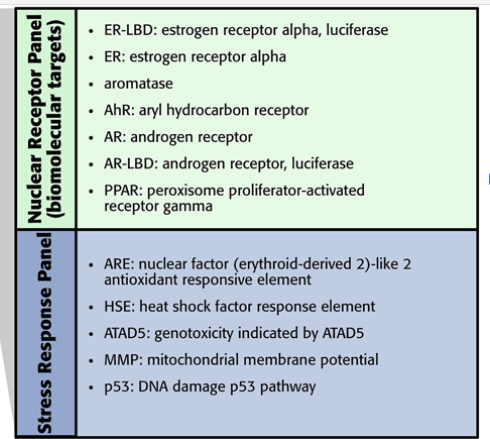 Nuclear Receptor Panel
(biomolecular targets)
• ER-LBD: estrogen receptor alpha, luciferase
• ER: estrogen receptor alpha
• aromatase
• AhR: aryl hydrocarbon receptor
• AR: androgen receptor
• AR-LBD: androgen receptor, luciferase
• PPAR: peroxisome proliferator-activated
receptor gamma
Stress Response Panel
• ARE: nuclear factor (erythroid-derived 2)-like 2
antioxidant responsive element
• HSE: heat shock factor response element
• ATAD5: genotoxicity indicated by ATAD5
• MMP: mitochondrial membrane potential
• p53: DNA damage p53 pathway